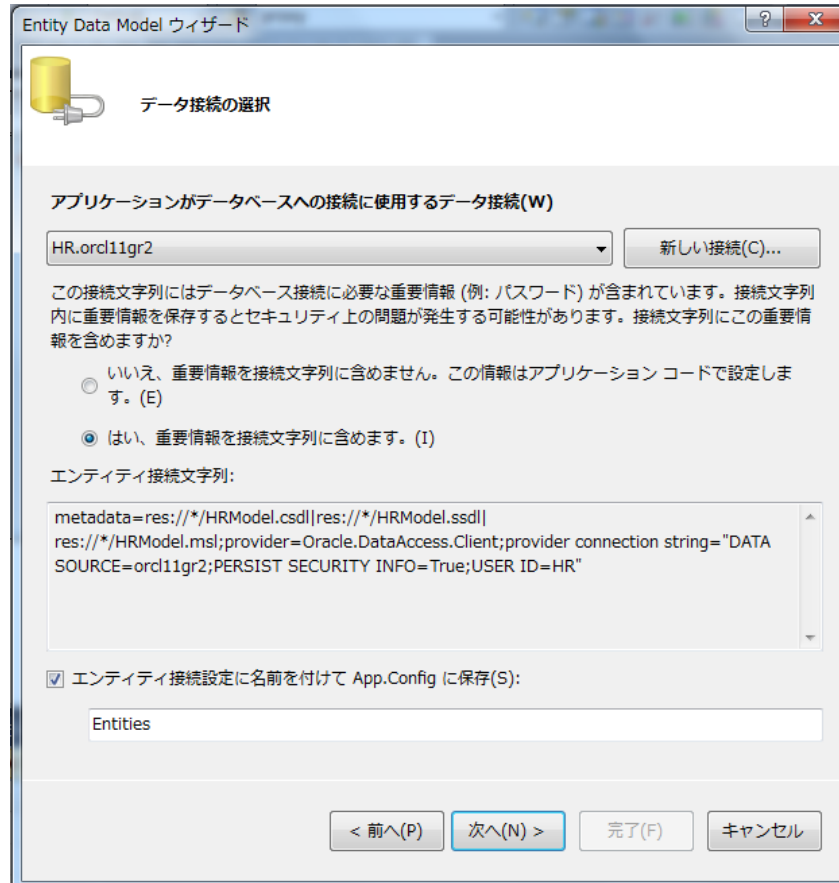 Entity Data Model ウィザード
データ接続の選択
アプリケーションがデータベースへの接続に使用するデータ接続(W)
HR.orcl11gr2
新しい接続(C)...
この接続文字列にはデータベース接続に必要な重要情報 (例: パスワード) が含まれています。接続文字列
内に重要情報を保存するとセキュリティ上の問題が発生する可能性があります。接続文字列にこの重要情
報を含めますか?
いいえ、重要情報を接続文字列に含めません。この情報はアプリケーション コードで設定しま
す。(E)
はい、重要情報を接続文字列に含めます。(I)
エンティティ接続文字列:
metadata=res://*/HRModel.csdl|res://*/HRModel.ssdl|
res://*/HRModel.msl;provider=Oracle.DataAccess.Client;provider connection string="DATA
SOURCE=orcl11gr2;PERSIST SECURITY INFO=True;USER ID=HR"
エンティティ接続設定に名前を付けて App.Config に保存(S):
Entities
< 前へ(P)
次へ(N) >
完了(F)
キャンセル